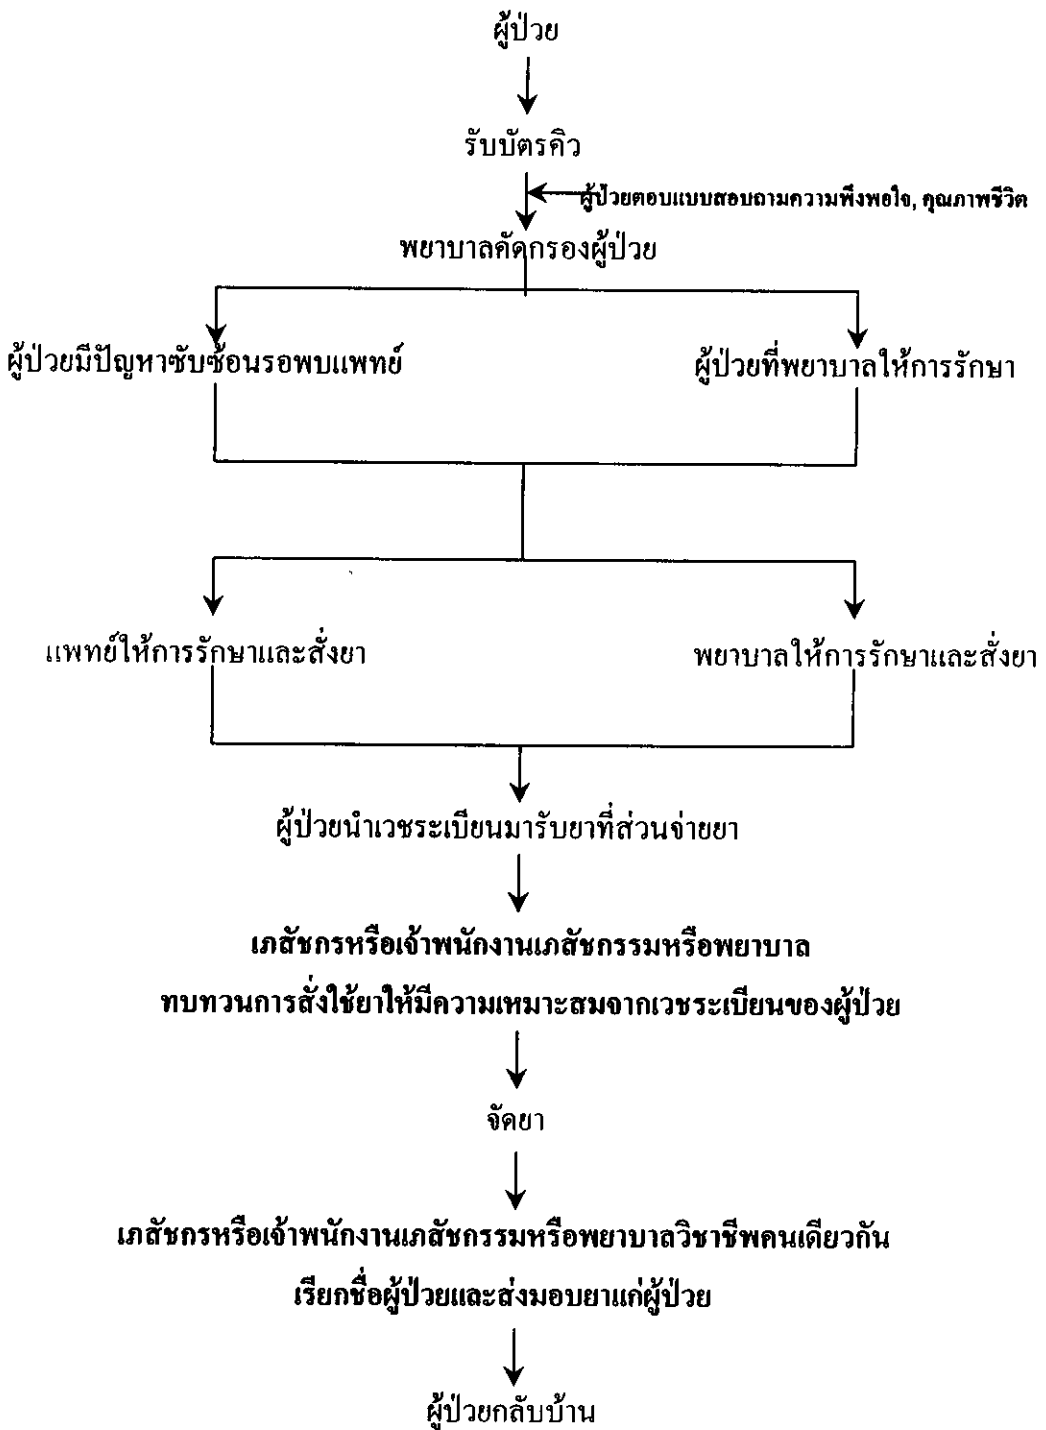 ผู้ป่วย
รับบัตรคิว
ผู้ป่วยตอบแบบสอบถามความพึงพอใจ, คุณภาพชีวิต
พยาบาลคัดกรองผู้ป่วย
ผู้ป่วยมีปัญหาซับซ้อนรอพบแพทย์
ผู้ป่วยที่พยาบาลให้การรักษา
แพทย์ให้การรักษาและสั่งยา
พยาบาลให้การรักษาและสั่งยา
ผู้ป่วยนำเวชระเบียนมารับยาที่ส่วนจ่ายยา
เภสัชกรหรือเจ้าพนักงานเภสัชกรรมหรือพยาบาล
ทบทวนการสั่งใช้ยาให้มีความเหมาะสมจากเวชระเบียนของผู้ป่วย
จัดยา
เภสัชกรหรือเจ้าพนักงานเภสัชกรรมหรือพยาบาลวิชาชีพคนเดียวกัน
เรียกชื่อผู้ป่วยและส่งมอบยาแก่ผู้ป่วย
ผู้ป่วยกลับบ้าน